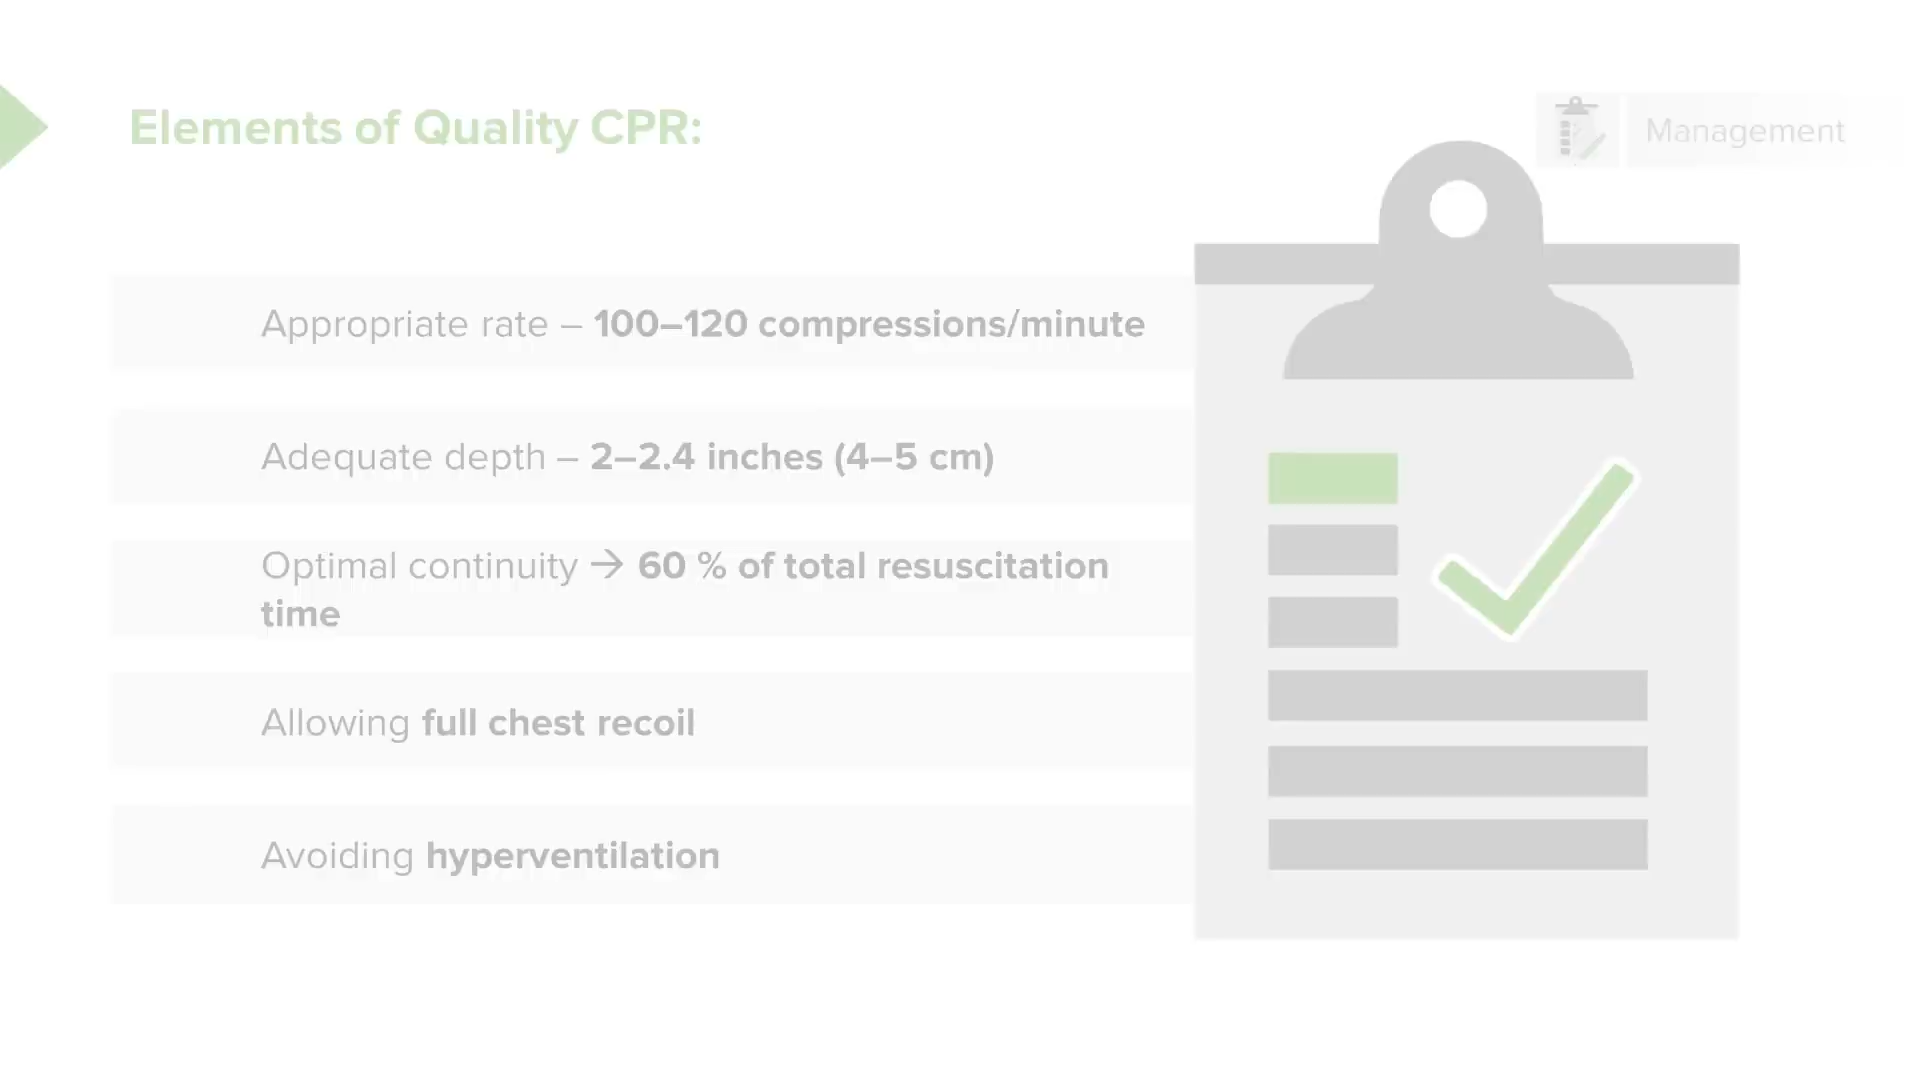 Elements of Quality CPR:
Management
Appropriate rate – 100–120 compressions/minute
Adequate depth – 2–2.4 inches (4–5 cm)
Optimal continuity → 60 % of total resuscitation
time
Allowing full chest recoil
Avoiding hyperventilation